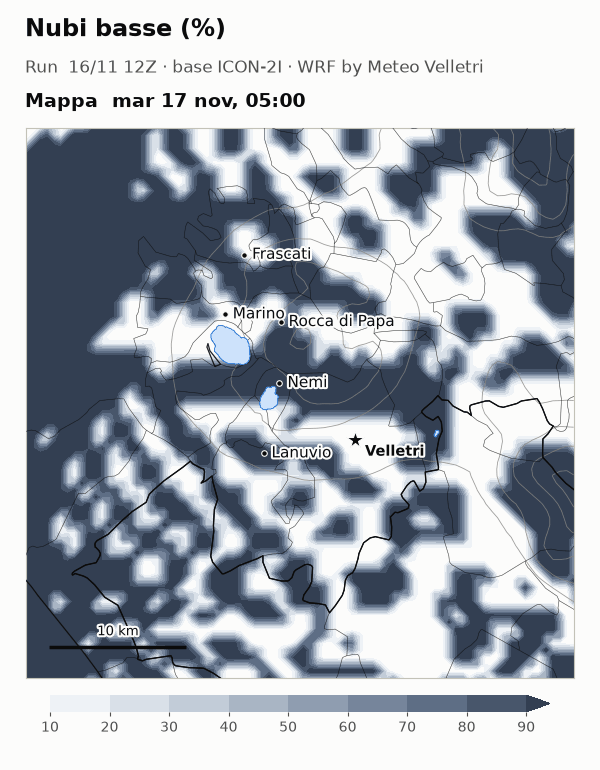 Nubi basse (%)
Run  16/11 12Z · base ICON-2I · WRF by Meteo Velletri
Mappa  mar 17 nov, 05:00
Frascati
Marino
Rocca di Papa
Nemi
Velletri
Lanuvio
10 km
10 20 30 40 50 60 70 80 90